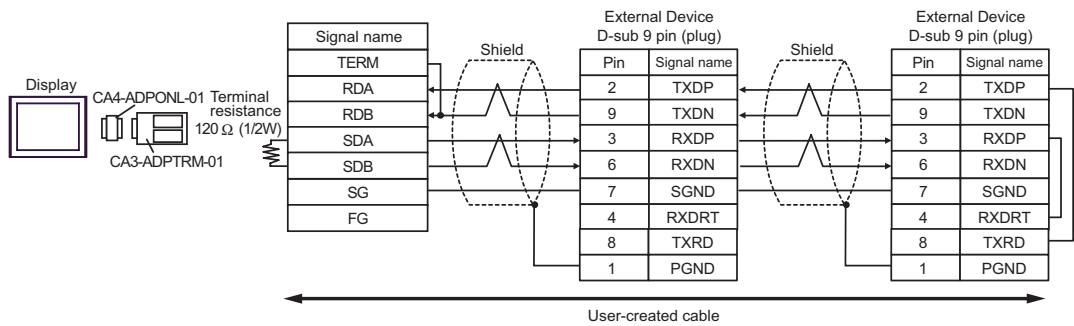 Display
CA4-ADPONL-01
CA3-ADPTRM-01
Terminal
resistance
120 Ω (1/2W)
Signal name
TERM
RDA
RDB
SDA
SDB
SG
FG
Shield
External Device
D-sub 9 pin (plug)
Pin Signal name
2 TXDP
9 TXDN
3 RXDP
6 RXDN
7 SGND
4 RXDRT
8 TXRD
1 PGND
Shield
External Device
D-sub 9 pin (plug)
Pin Signal name
2 TXDP
9 TXDN
3 RXDP
6 RXDN
7 SGND
4 RXDRT
8 TXRD
1 PGND
User-created cable